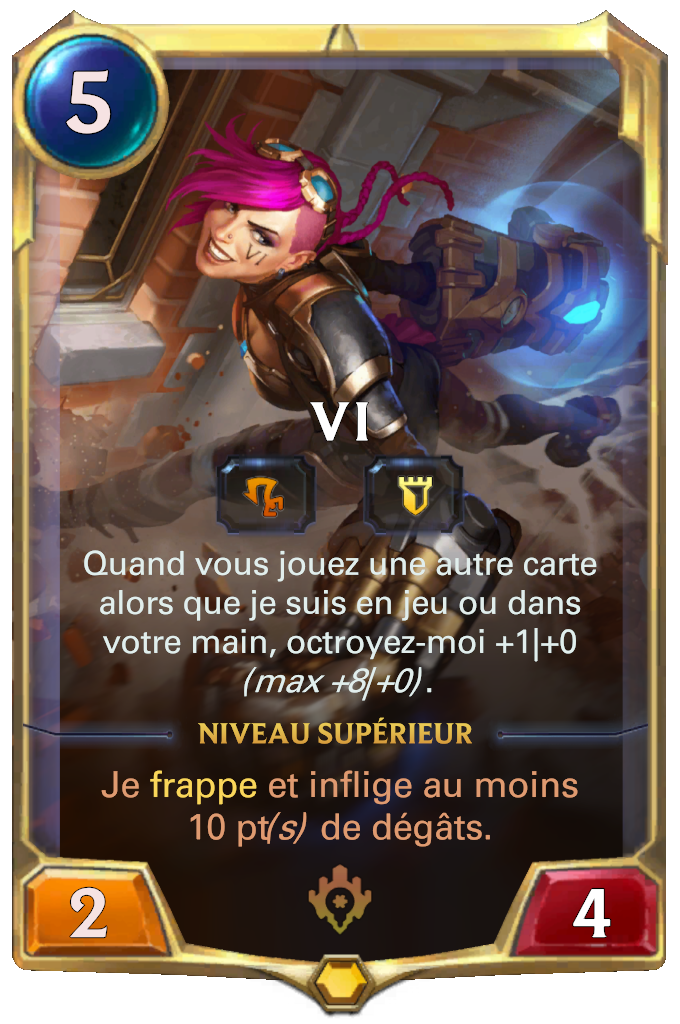 5
VI
VI
Quand vous jouez une autre carte
alors que je suis en jeu ou dans
votre main, octroyez-moi +1|+0
(max +8|+0).
NIVEAU SUPÉRIEUR
Je frappe et inflige au moins
10 pt(s) de dégâts.
2
4